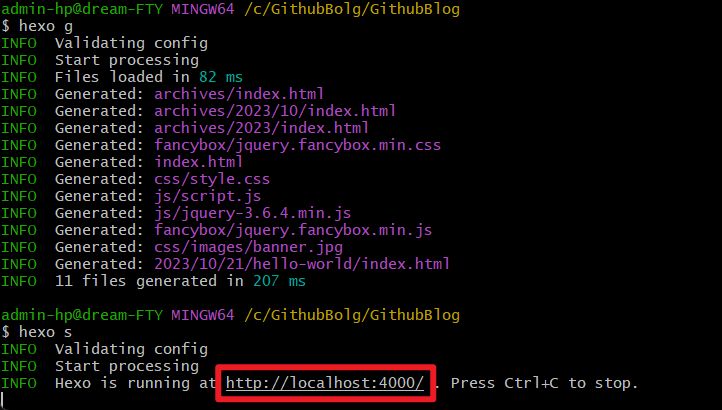 admin-hp@dream-FTY MINGW64 /c/GithubBolg/GithubBlog
$ hexo g
INFO  Validating config
INFO  Start processing
INFO  Files loaded in 82 ms
INFO  Generated: archives/index.html
INFO  Generated: archives/2023/10/index.html
INFO  Generated: archives/2023/index.html
INFO  Generated: fancybox/jquery.fancybox.min.css
INFO  Generated: index.html
INFO  Generated: css/style.css
INFO  Generated: js/script.js
INFO  Generated: js/jquery-3.6.4.min.js
INFO  Generated: fancybox/jquery.fancybox.min.js
INFO  Generated: css/images/banner.jpg
INFO  Generated: 2023/10/21/hello-world/index.html
INFO  11 files generated in 207 ms
admin-hp@dream-FTY MINGW64 /c/GithubBolg/GithubBlog
$ hexo s
INFO  Validating config
INFO  Start processing
INFO  Hexo is running at http://localhost:4000/ . Press Ctrl+C to stop.